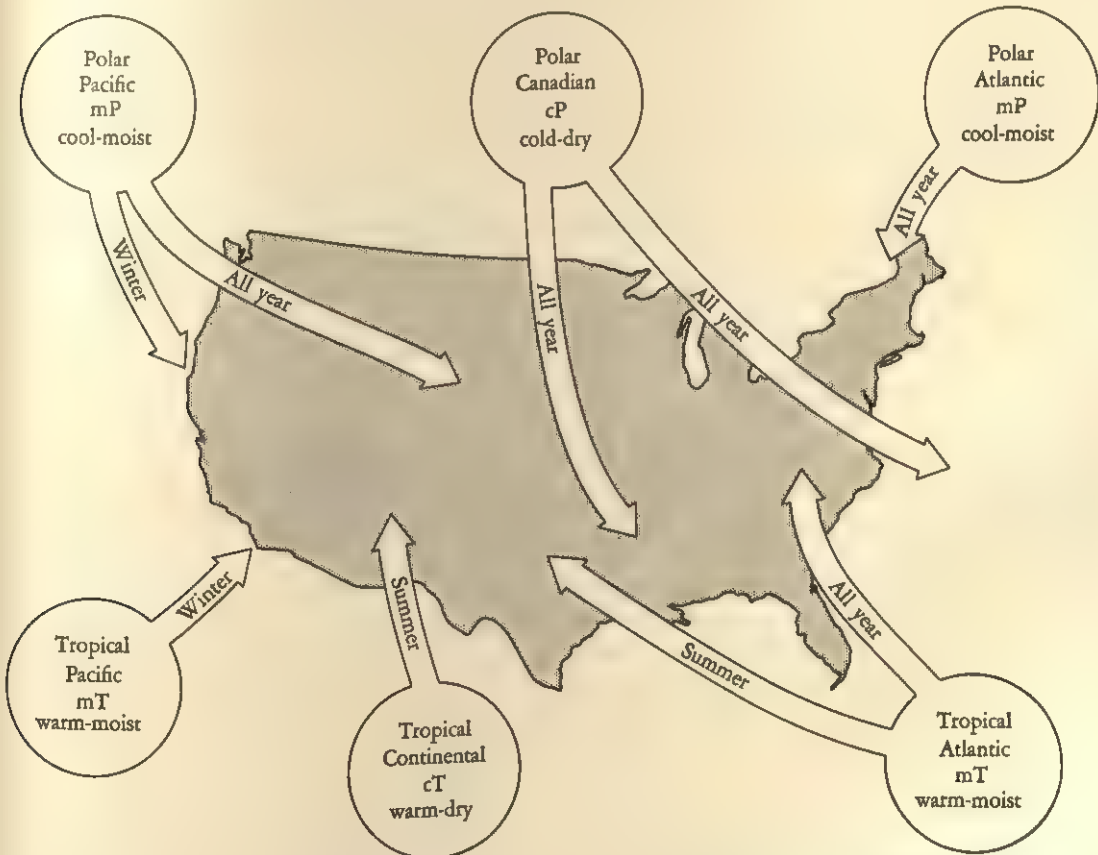 Polar
Pacific
mP
cool-moist
Polar
Canadian
cP
cold-dry
Polar
Atlantic
mP
cool-moist
Winter
All year
All year
All year
All year
Winter
Summer
Summer
All year
Tropical
Pacific
mT
warm-moist
Tropical
Continental
cT
warm-dry
Tropical
Atlantic
mT
warm-moist